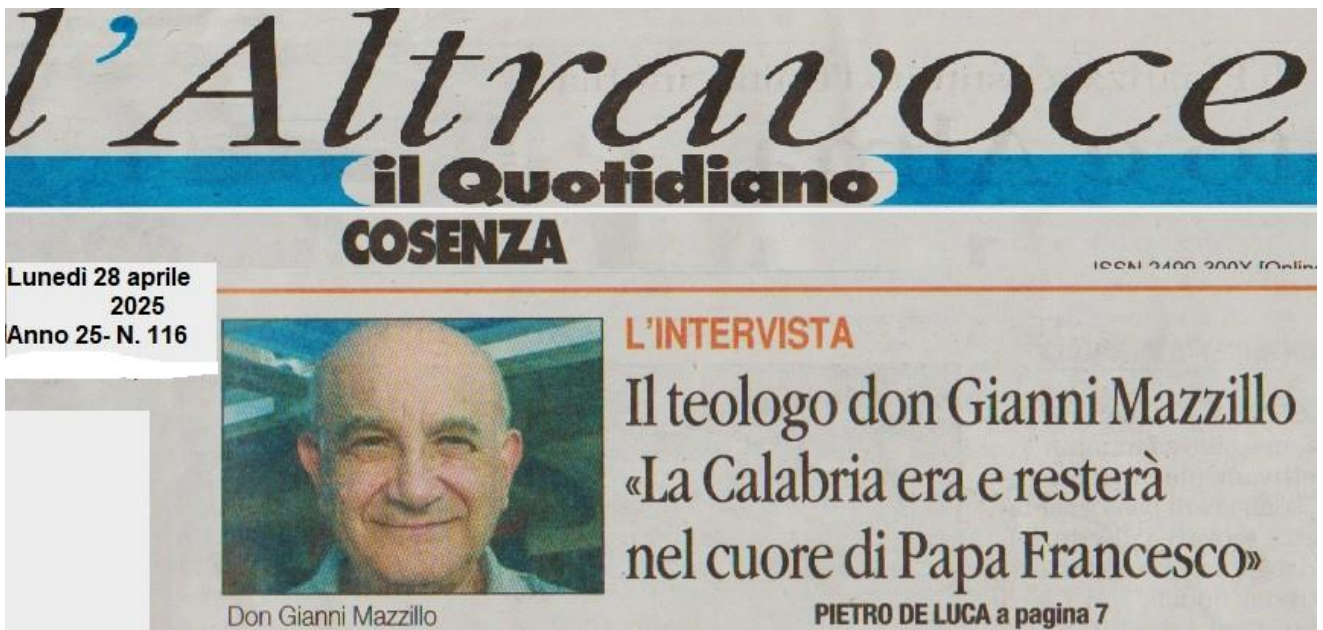 l'Altravoce
il Quotidiano
COSENZA
Lunedì 28 aprile
2025
Anno 25- N. 116
L'INTERVISTA
Il teologo don Gianni Mazzillo
«La Calabria era e resterà
nel cuore di Papa Francesco»
PIETRO DE LUCA a pagina 7
Don Gianni Mazzillo